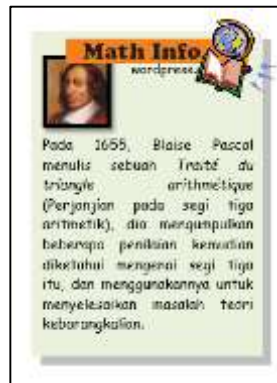 Math Info
wordpress.
Pada 1655, Blaise Pascal
menulis sebuah Traité du
triangle arithmétique
(Perjanjian pada segi tiga
aritmetik), dia mengumpulkan
beberapa penilaian kemudian
diketahui mengenai segi tiga
itu, dan menggunakannya untuk
menyelesaikan masalah teori
kebarangkalian.